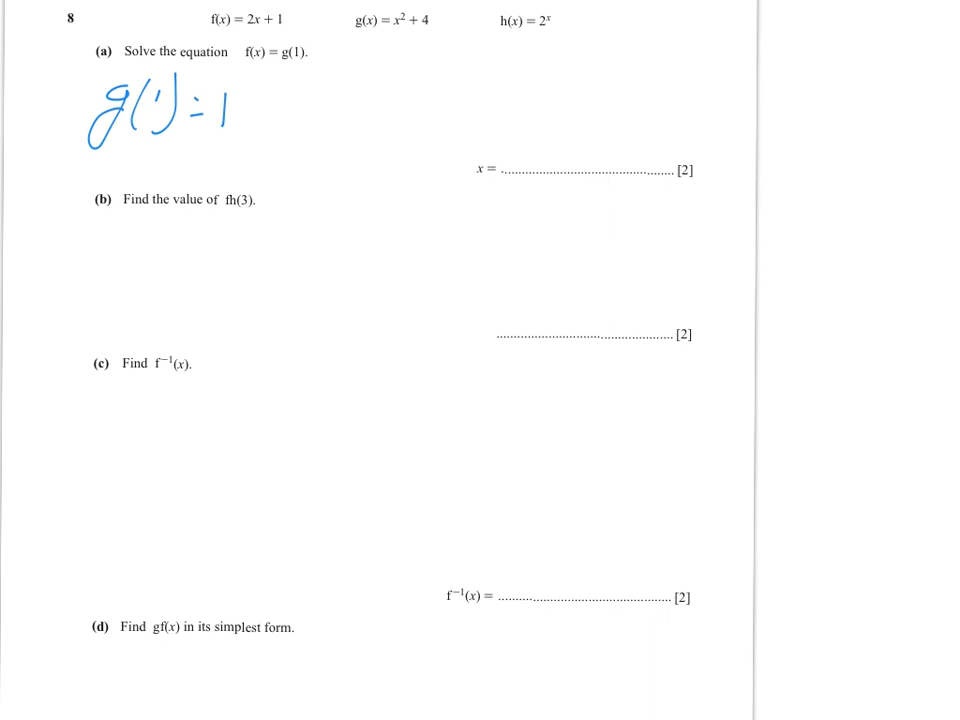 8 f(x) = 2x + 1 g(x) = x² + 4 h(x) = 2ˣ
(a) Solve the equation f(x) = g(1).
g(1) = 1
x = ................................................ [2]
(b) Find the value of fh(3).
................................................ [2]
(c) Find f⁻¹(x).
f⁻¹(x) = ................................................ [2]
(d) Find gf(x) in its simplest form.